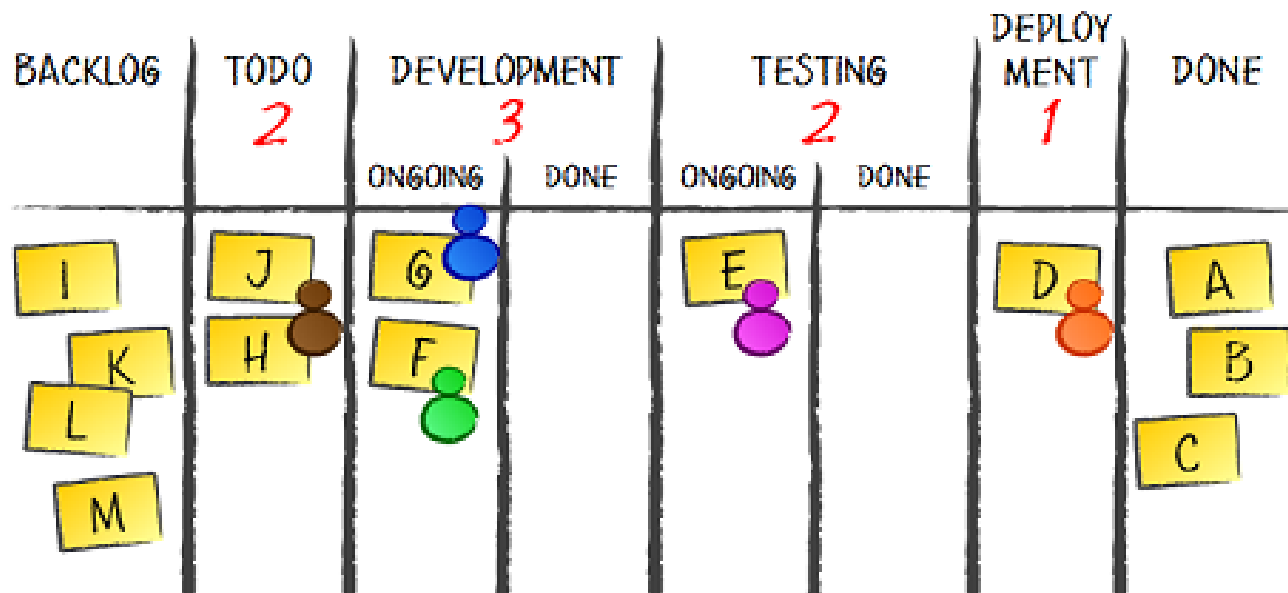 BACKLOG
TODO
2
DEVELOPMENT
3
ONGOING
DONE
TESTING
2
ONGOING
DONE
DEPLOY
MENT
1
DONE
I
K
L
M
J
H
G
F
E
D
A
B
C